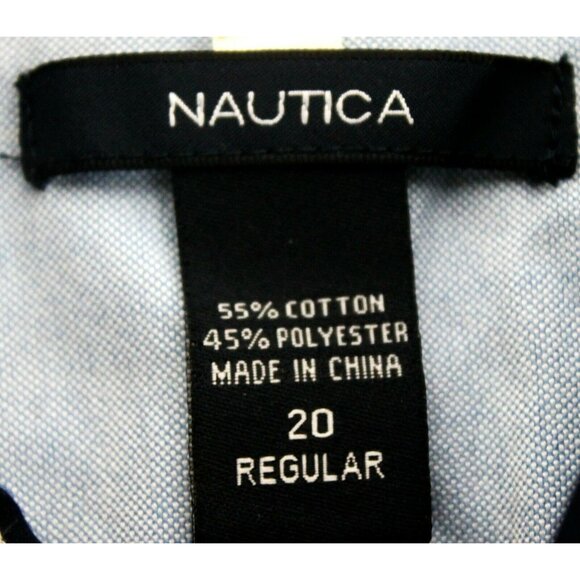 NAUTICA
55% COTTON
45% POLYESTER
MADE IN CHINA
20
REGULAR